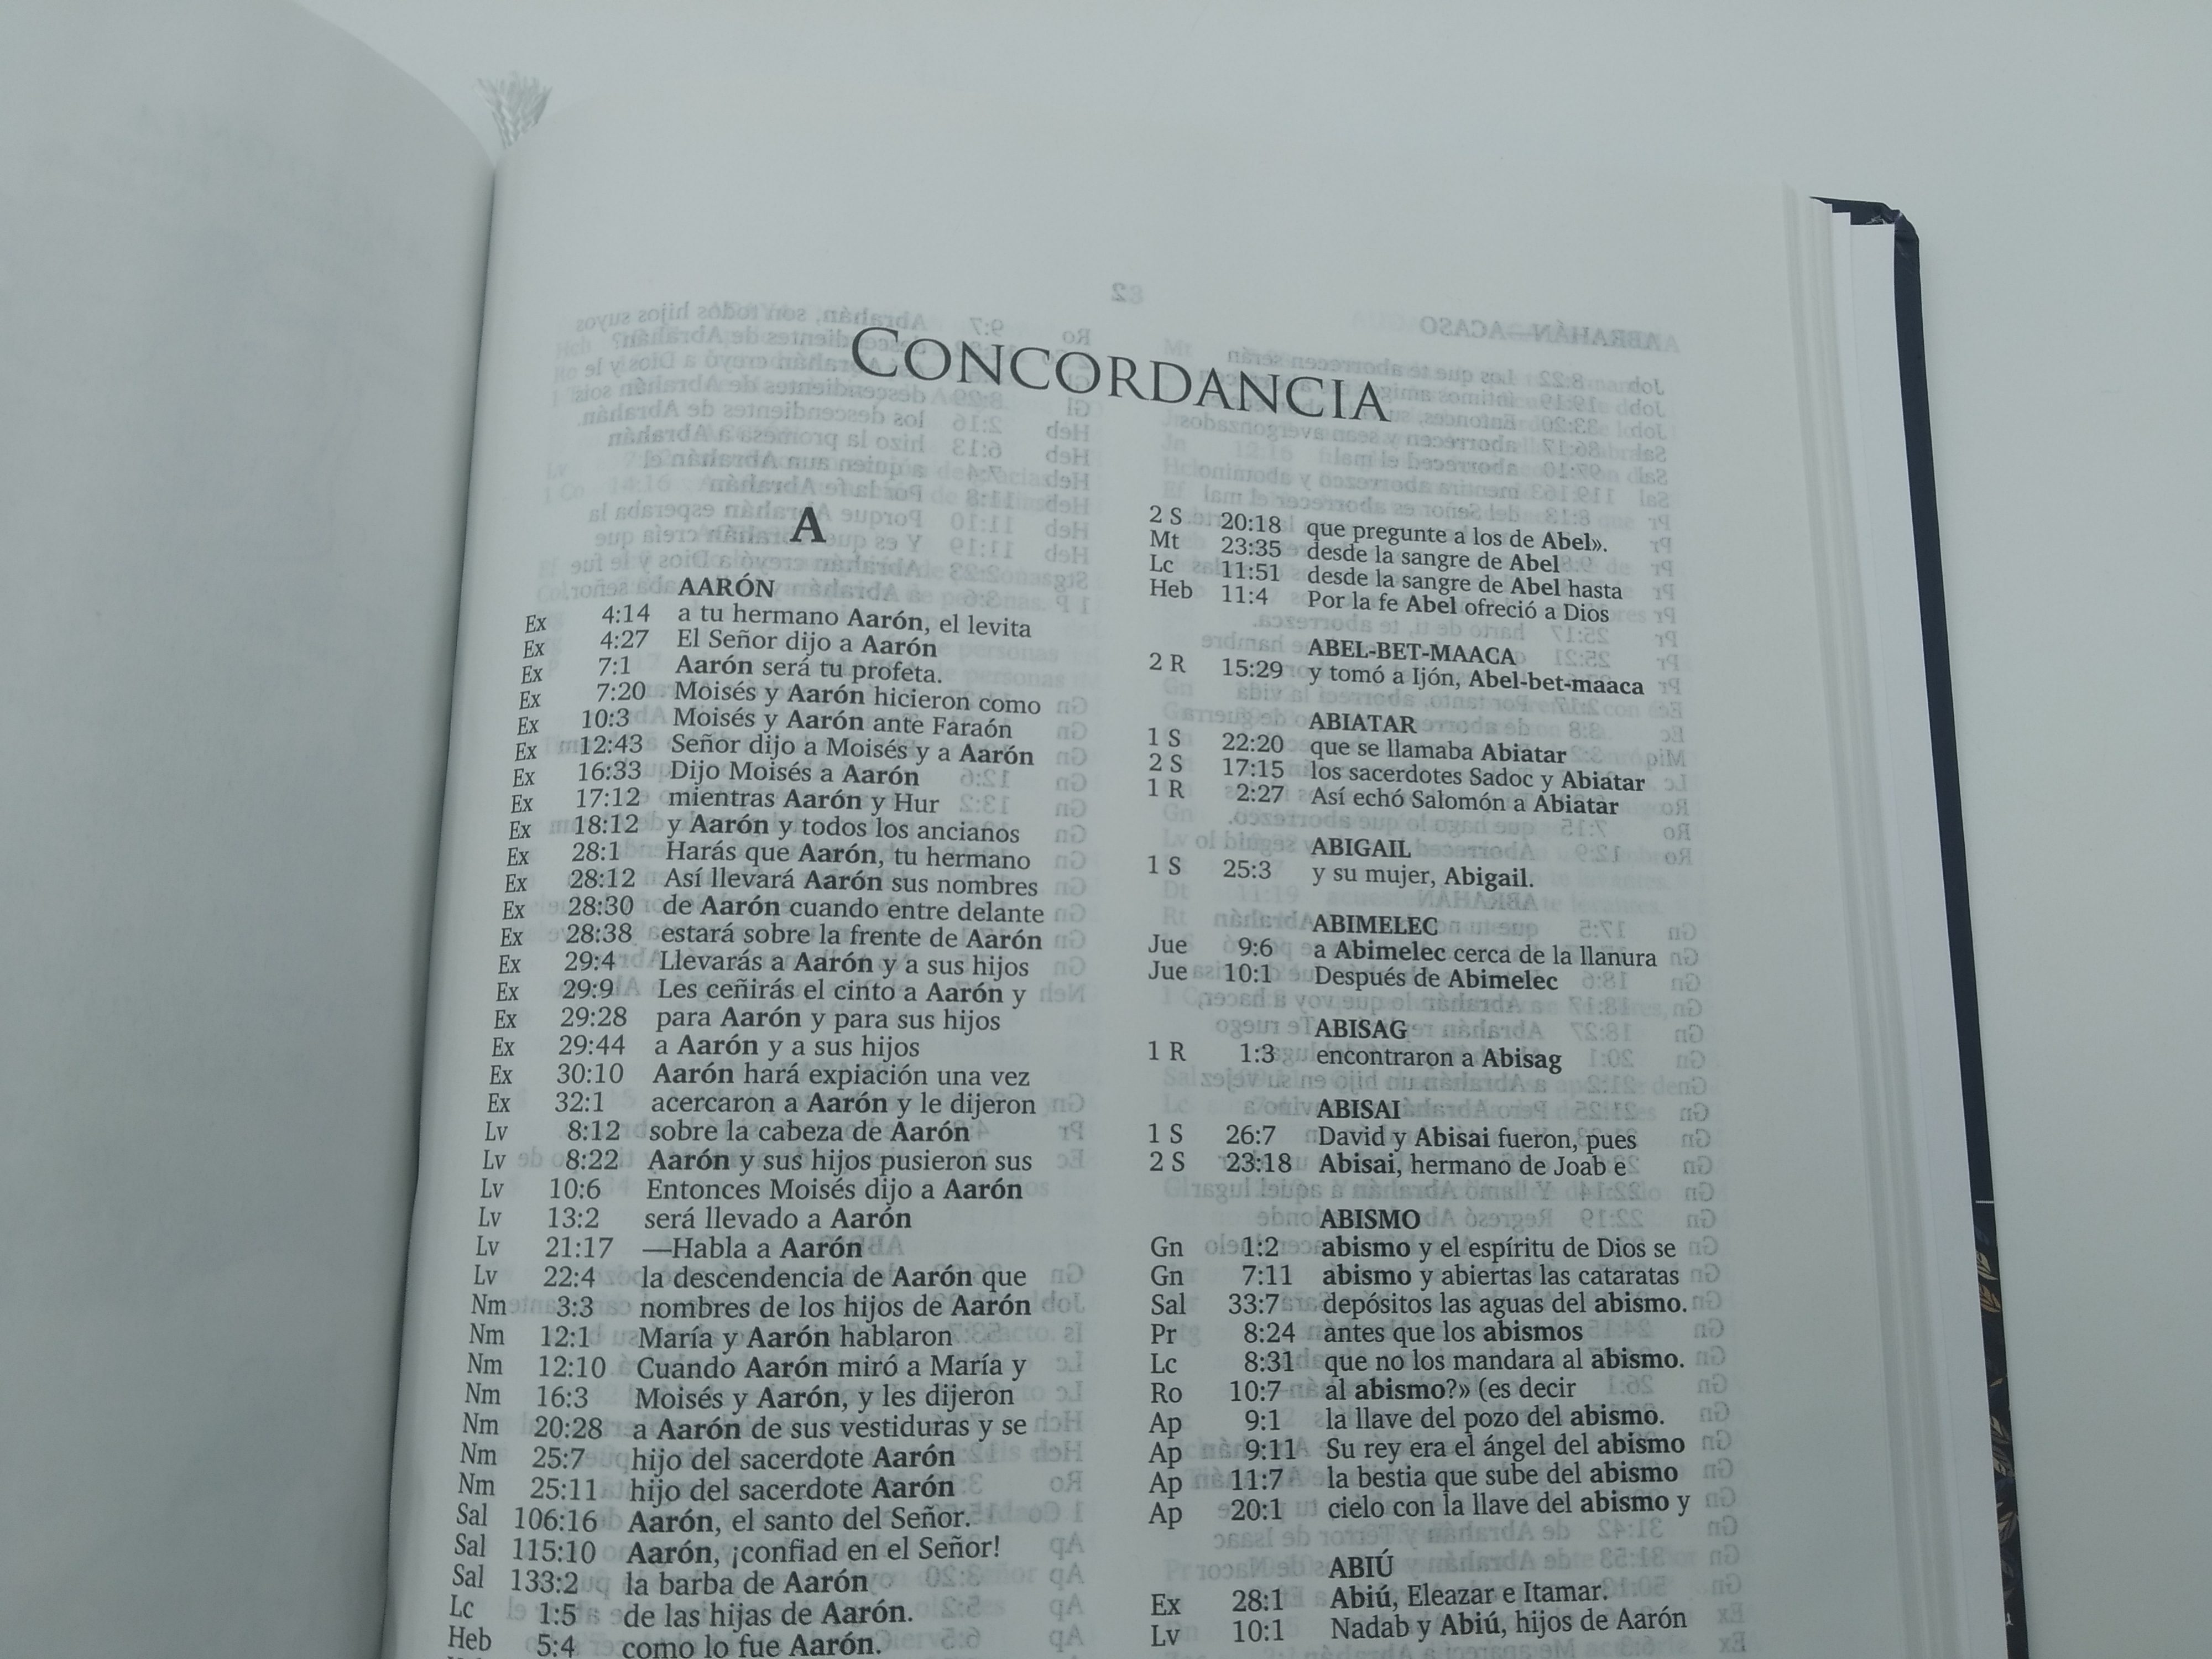 CONCORDANCIA
A
AARÓN
Ex 4:14 a tu hermano Aarón, el levita
Ex 4:27 El Señor dijo a Aarón
Ex 7:1 Aarón será tu profeta.
Ex 7:20 Moisés y Aarón hicieron como
Ex 10:3 Moisés y Aarón ante Faraón
Ex 12:43 Señor dijo a Moisés y a Aarón
Ex 16:33 Dijo Moisés a Aarón
Ex 17:12 mientras Aarón y Hur
Ex 18:12 y Aarón y todos los ancianos
Ex 28:1 Harás que Aarón, tu hermano
Ex 28:12 Así llevará Aarón sus nombres
Ex 28:30 de Aarón cuando entre delante
Ex 28:38 estará sobre la frente de Aarón
Ex 29:4 Llevarás a Aarón y a sus hijos
Ex 29:9 Les ceñirás el cinto a Aarón y
Ex 29:28 para Aarón y para sus hijos
Ex 29:44 a Aarón y a sus hijos
Ex 30:10 Aarón hará expiación una vez
Ex 32:1 acercaron a Aarón y le dijeron
Lv 8:12 sobre la cabeza de Aarón
Lv 8:22 Aarón y sus hijos pusieron sus
Lv 10:6 Entonces Moisés dijo a Aarón
Lv 13:2 será llevado a Aarón
Lv 21:17 —Habla a Aarón
Lv 22:4 la descendencia de Aarón que
Nm 3:3 nombres de los hijos de Aarón
Nm 12:1 María y Aarón hablaron
Nm 12:10 Cuando Aarón miró a María y
Nm 16:3 Moisés y Aarón, y les dijeron
Nm 20:28 a Aarón de sus vestiduras y se
Nm 25:7 hijo del sacerdote Aarón
Nm 25:11 hijo del sacerdote Aarón
Sal 106:16 Aarón, el santo del Señor.
Sal 115:10 Aarón, ¡confiad en el Señor!
Sal 133:2 la barba de Aarón
Lc 1:5 de las hijas de Aarón.
Heb 5:4 como lo fue Aarón.
2 S 20:18 que pregunte a los de Abel».
Mt 23:35 desde la sangre de Abel
Lc 11:51 desde la sangre de Abel hasta
Heb 11:4 Por la fe Abel ofreció a Dios
ABEL-BET-MAACA
2 R 15:29 y tomó a Ijón, Abel-bet-maaca
ABIATAR
1 S 22:20 que se llamaba Abiatar
2 S 17:15 los sacerdotes Sadoc y Abiatar
1 R 2:27 Así echó Salomón a Abiatar
ABIGAIL
1 S 25:3 y su mujer, Abigail.
ABIMELEC
Jue 9:6 a Abimelec cerca de la llanura
Jue 10:1 Después de Abimelec
ABISAG
1 R 1:3 encontraron a Abisag
ABISAI
1 S 26:7 David y Abisai fueron, pues
2 S 23:18 Abisai, hermano de Joab e
ABISMO
Gn 1:2 abismo y el espíritu de Dios se
Gn 7:11 abismo y abiertas las cataratas
Sal 33:7 depósitos las aguas del abismo.
Pr 8:24 antes que los abismos
Lc 8:31 que no los mandara al abismo.
Ro 10:7 al abismo?» (es decir
Ap 9:1 la llave del pozo del abismo.
Ap 9:11 Su rey era el ángel del abismo
Ap 11:7 la bestia que sube del abismo
Ap 20:1 cielo con la llave del abismo y
ABIÚ
Ex 28:1 Abiú, Eleazar e Itamar.
Lv 10:1 Nadab y Abiú, hijos de Aarón